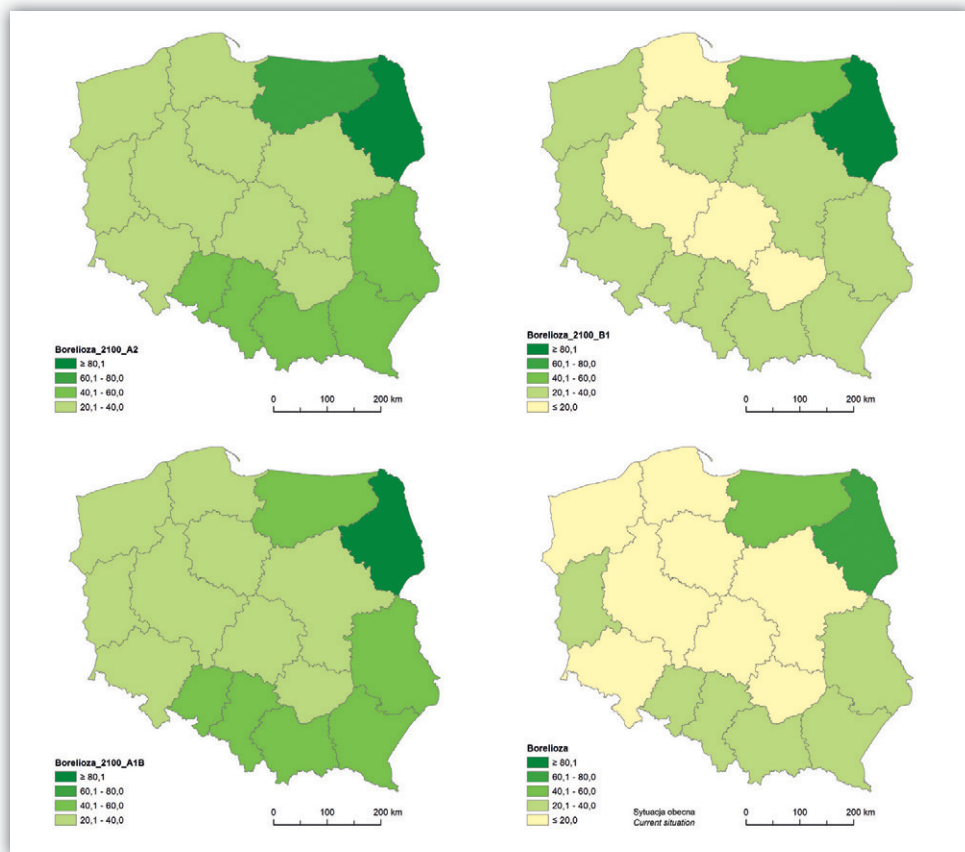 Borelioza_2100_A2
≥ 80,1
60,1 - 80,0
40,1 - 60,0
20,1 - 40,0
0 100 200 km
Borelioza_2100_B1
≥ 80,1
60,1 - 80,0
40,1 - 60,0
20,1 - 40,0
≤ 20,0
0 100 200 km
Borelioza_2100_A1B
≥ 80,1
60,1 - 80,0
40,1 - 60,0
20,1 - 40,0
0 100 200 km
Borelioza
≥ 80,1
60,1 - 80,0
40,1 - 60,0
20,1 - 40,0
≤ 20,0
Sytuacja obecna
Current situation
0 100 200 km